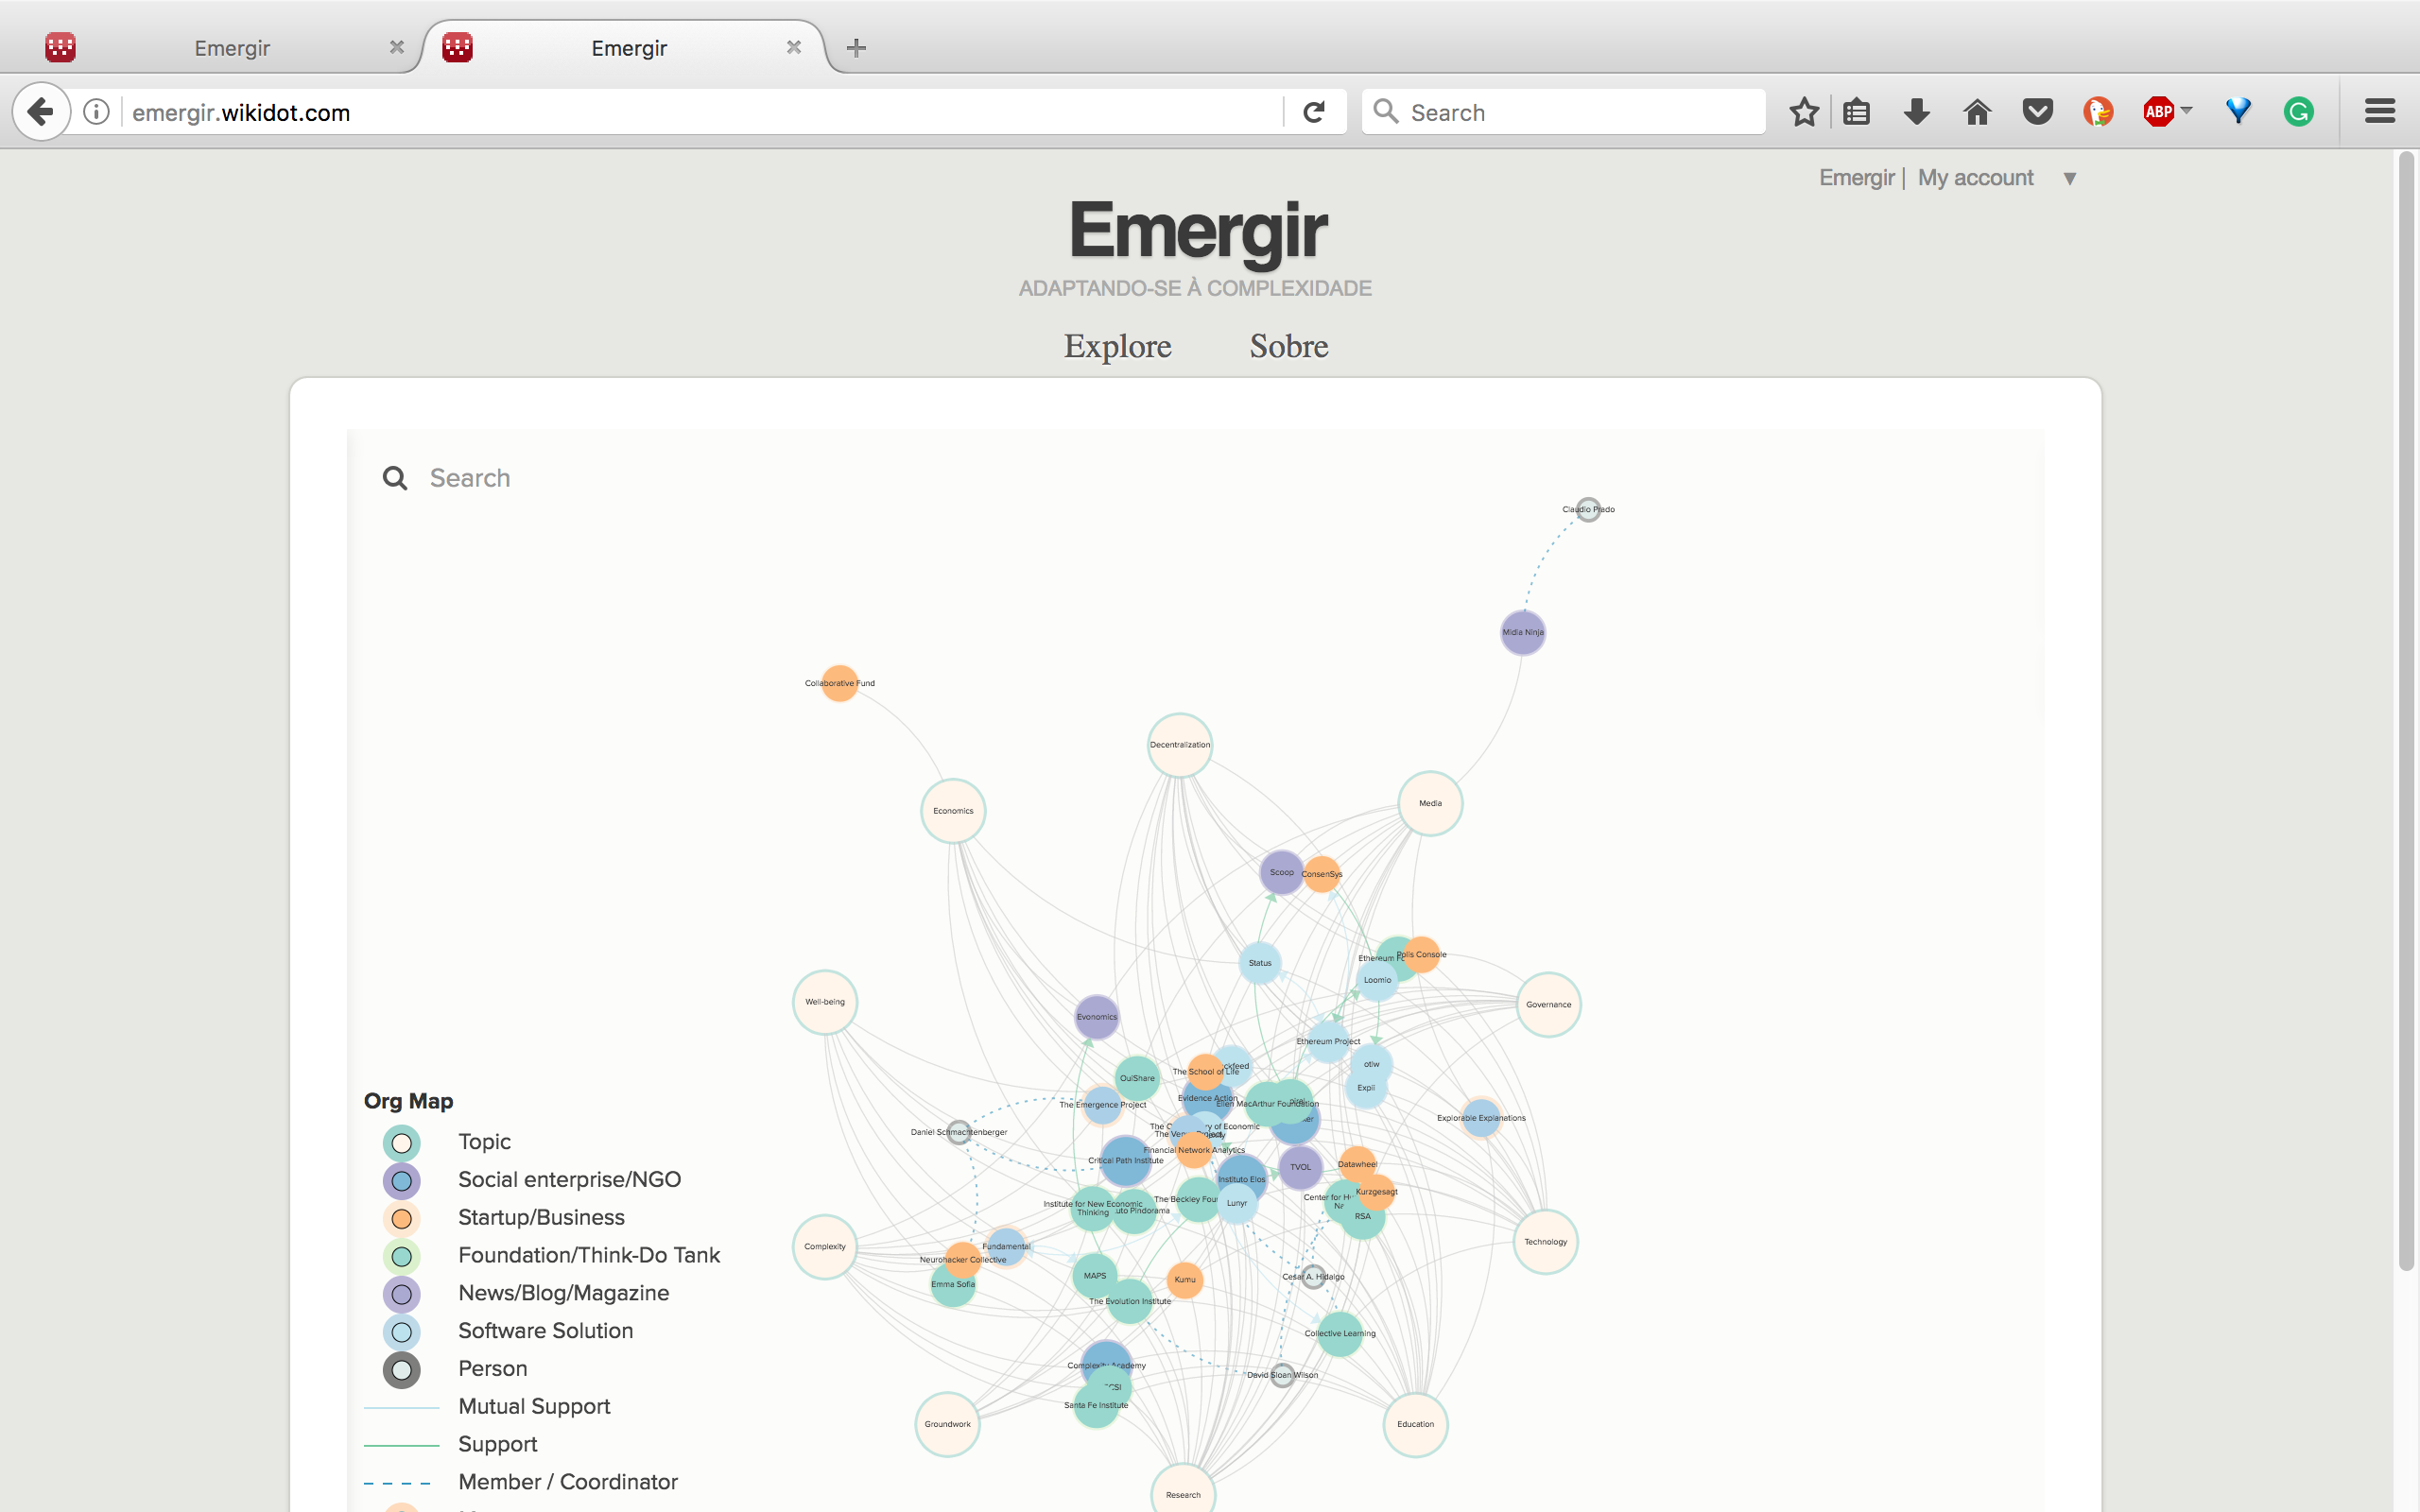 Emergir
Emergir
emergir.wikidot.com
Search
ABP
Emergir | My account ▼
Emergir
ADAPTANDO-SE À COMPLEXIDADE
Explore Sobre
Search
Claudio Prado
Midia Ninja
Collaborative Fund
Decentralization
Media
Economics
Scoop
ConsenSys
Polis Console
Ethereum
Status
Loomio
Well-being
Governance
Evonomics
Ethereum Project
otiw
The School of Life
OuiShare
Expii
Evidence Action
The Emergence Project
Ellen MacArthur Foundation
Explorable Explanations
Daniel Schmachtenberger
of Economic
Financial Network Analytics
Critical Path Institute
Datawheel
TVOL
Instituto Elos
Kurzgesagt
Center for
The Beckley
Institute for New Economic
Thinking
Pindorama
Lunyr
RSA
Technology
Complexity
Fundamental
Neurohacker Collective
MAPS
Kumu
Cesar A. Hidalgo
Emma Sofia
The Evolution Institute
Collective Learning
Complexity Academy
David Sloan Wilson
Santa Fe Institute
Groundwork
Education
Research
Org Map
Topic
Social enterprise/NGO
Startup/Business
Foundation/Think-Do Tank
News/Blog/Magazine
Software Solution
Person
Mutual Support
Support
Member / Coordinator